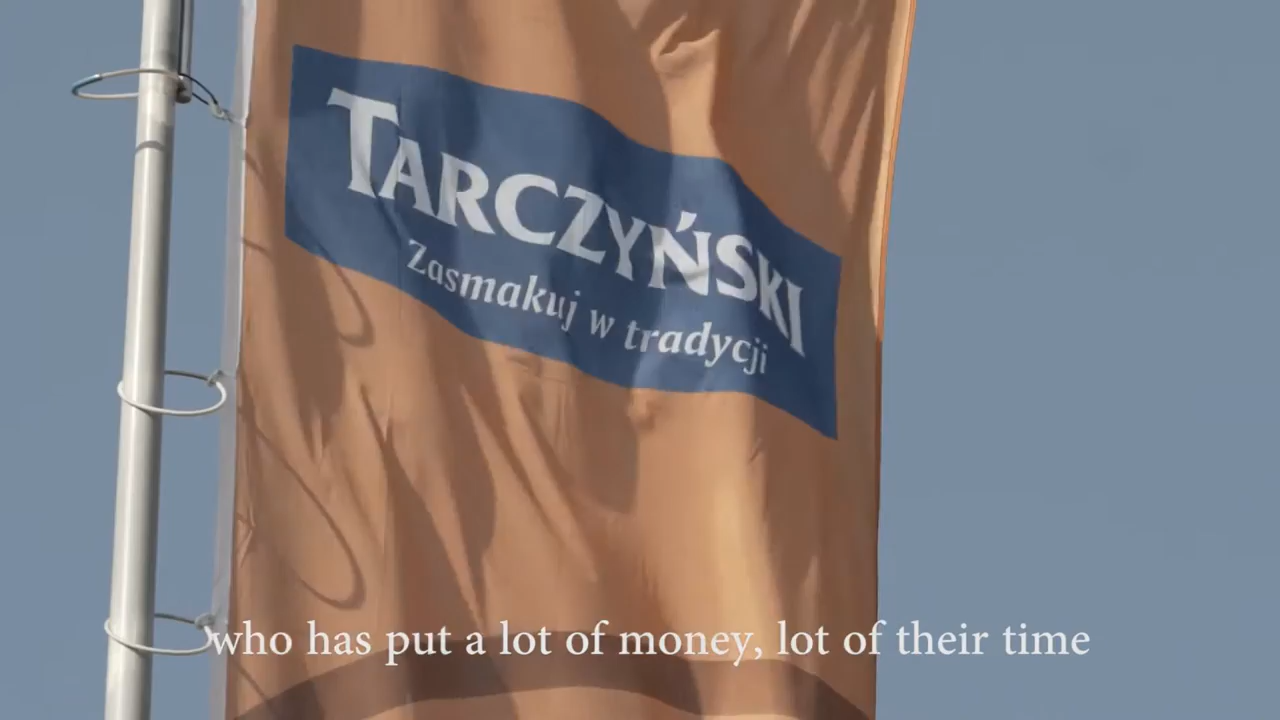 TARCZYŃSKI
Zasmakuj w tradycji
who has put a lot of money, lot of their time